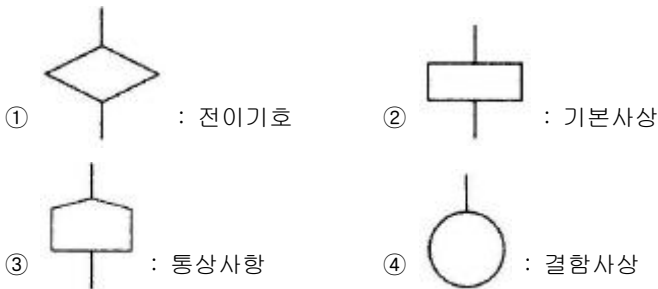 ① : 전이기호 ② : 기본사상
③ : 통상사항 ④ : 결함사상